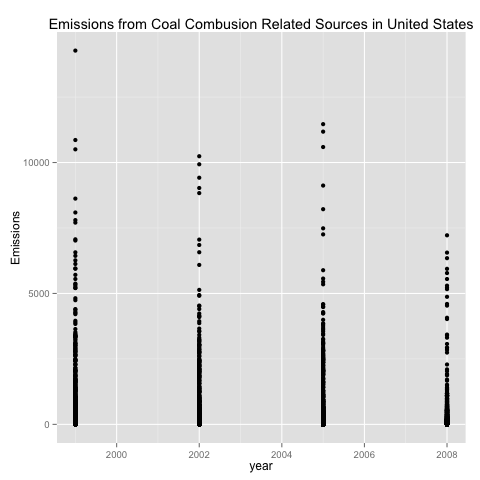 Emissions from Coal Combusion Related Sources in United States
Emissions
10000
5000
0
2000 2002 2004 2006 2008
year